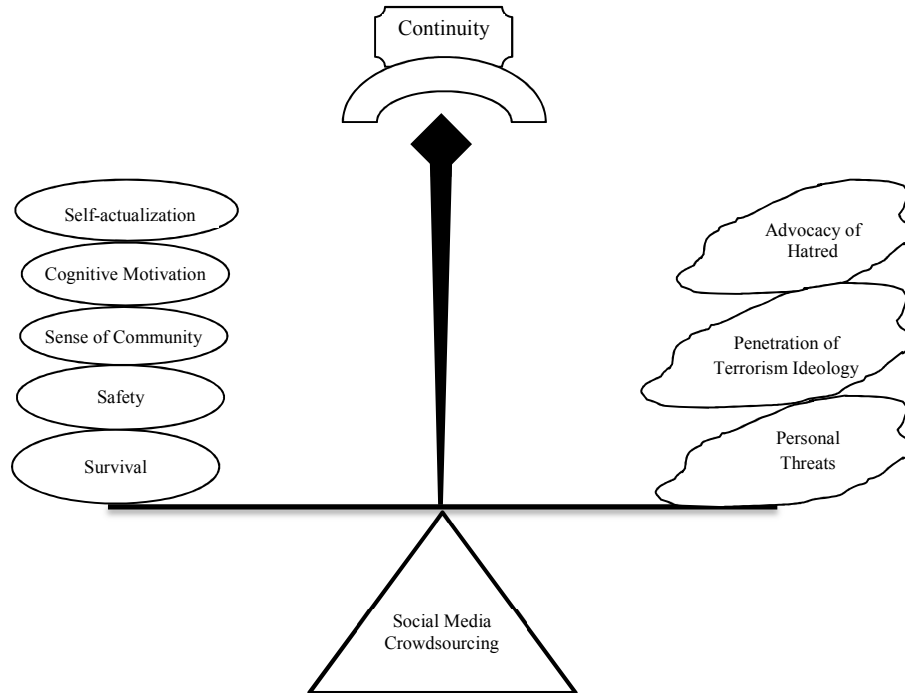 Continuity
Self-actualization
Cognitive Motivation
Sense of Community
Safety
Survival
Advocacy of
Hatred
Penetration of
Terrorism Ideology
Personal
Threats
Social Media
Crowdsourcing